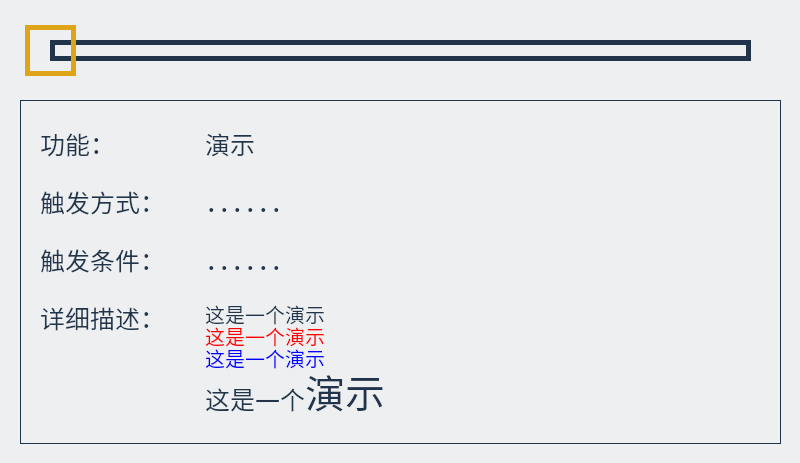 功能： 演示
触发方式： ......
触发条件： ......
详细描述： 这是一个演示
这是一个演示
这是一个演示
这是一个演示